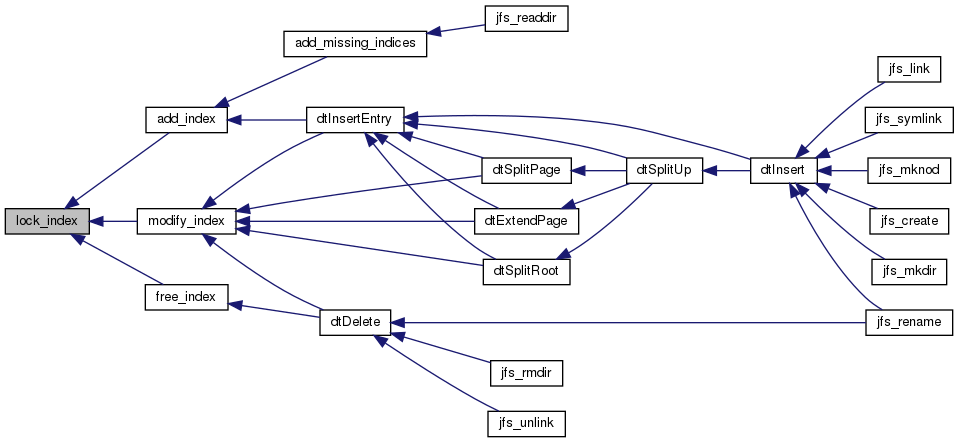 jfs_readdir
add_missing_indices
jfs_link
add_index
dtInsertEntry
jfs_symlink
dtSplitPage
dtSplitUp
dtInsert
jfs_mknod
lock_index
modify_index
dtExtendPage
jfs_create
dtSplitRoot
jfs_mkdir
free_index
dtDelete
jfs_rename
jfs_rmdir
jfs_unlink